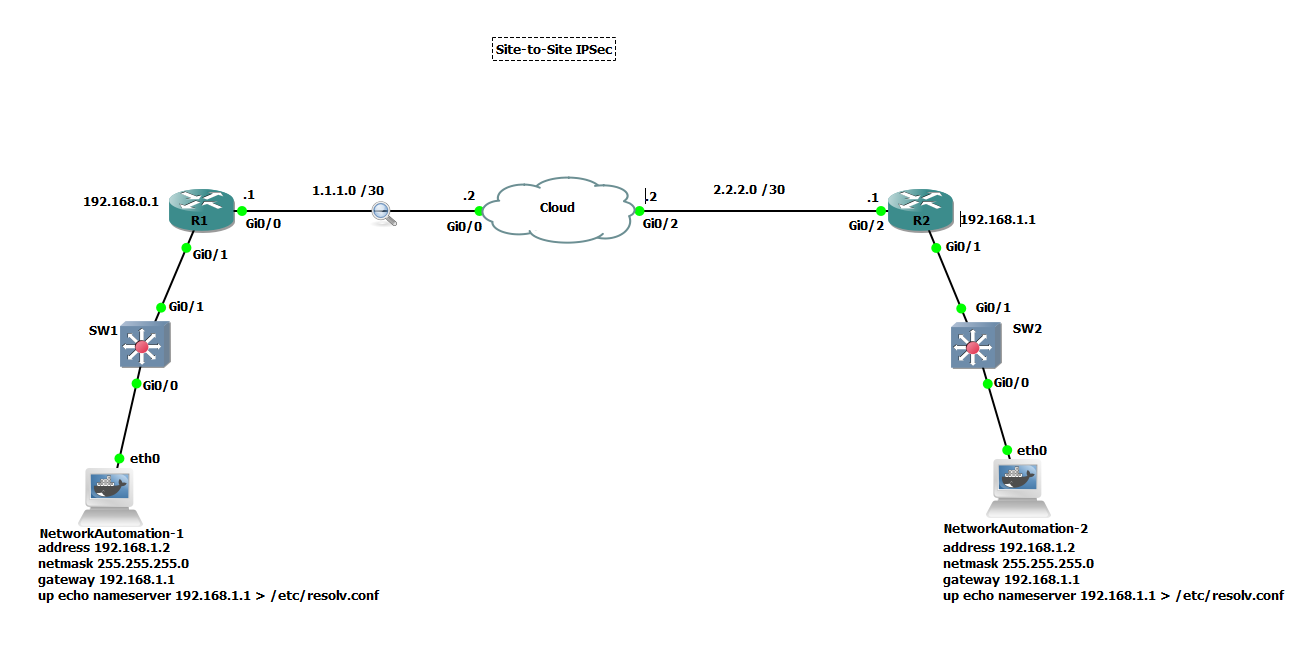 Site-to-Site IPSec
192.168.0.1
R1
.1
Gi0/0
1.1.1.0 /30
.2
Gi0/0
Cloud
.2
Gi0/2
2.2.2.0 /30
.1
Gi0/2
R2
192.168.1.1
Gi0/1
Gi0/1
Gi0/1
Gi0/1
SW1
SW2
Gi0/0
Gi0/0
eth0
eth0
NetworkAutomation-1
address 192.168.1.2
netmask 255.255.255.0
gateway 192.168.1.1
up echo nameserver 192.168.1.1 > /etc/resolv.conf
NetworkAutomation-2
address 192.168.1.2
netmask 255.255.255.0
gateway 192.168.1.1
up echo nameserver 192.168.1.1 > /etc/resolv.conf